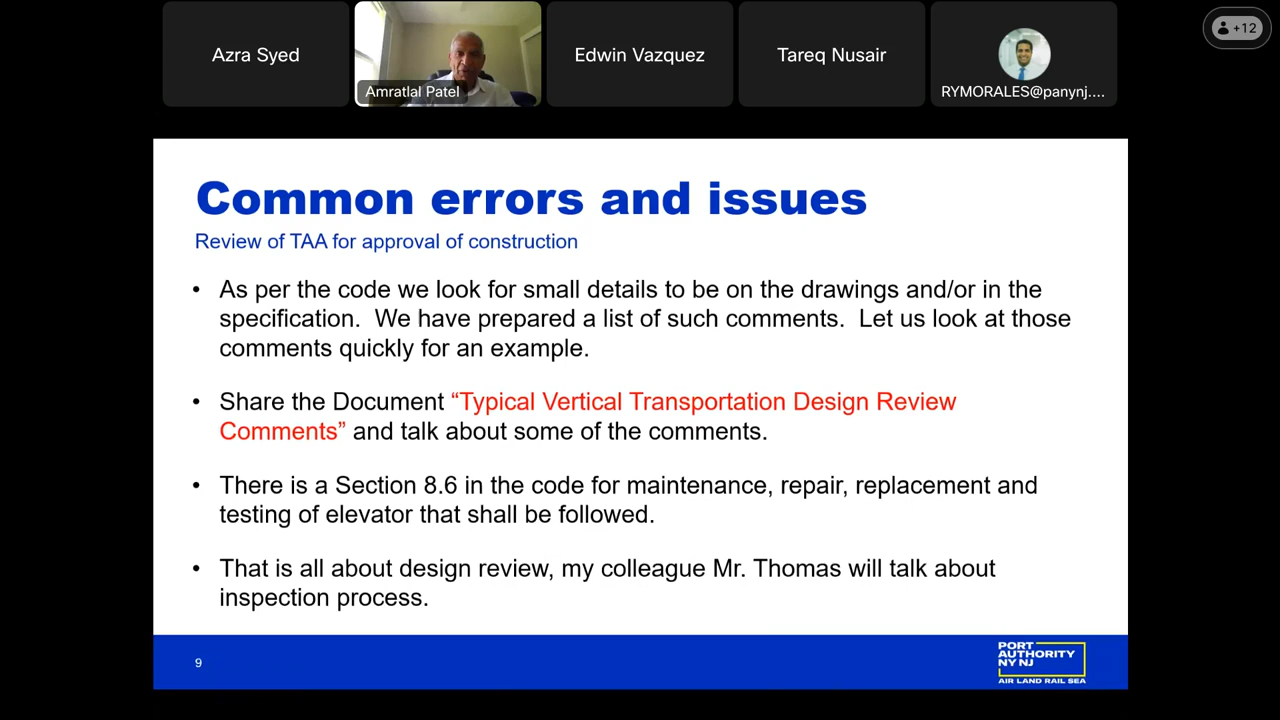 Azra Syed
Amratlal Patel
Edwin Vazquez
Tareq Nusair
RYMORALES@panynj....
+12
Common errors and issues
Review of TAA for approval of construction
• As per the code we look for small details to be on the drawings and/or in the
specification.  We have prepared a list of such comments.  Let us look at those
comments quickly for an example.
• Share the Document “Typical Vertical Transportation Design Review
Comments” and talk about some of the comments.
• There is a Section 8.6 in the code for maintenance, repair, replacement and
testing of elevator that shall be followed.
• That is all about design review, my colleague Mr. Thomas will talk about
inspection process.
9
PORT
AUTHORITY
NY NJ
AIR LAND RAIL SEA